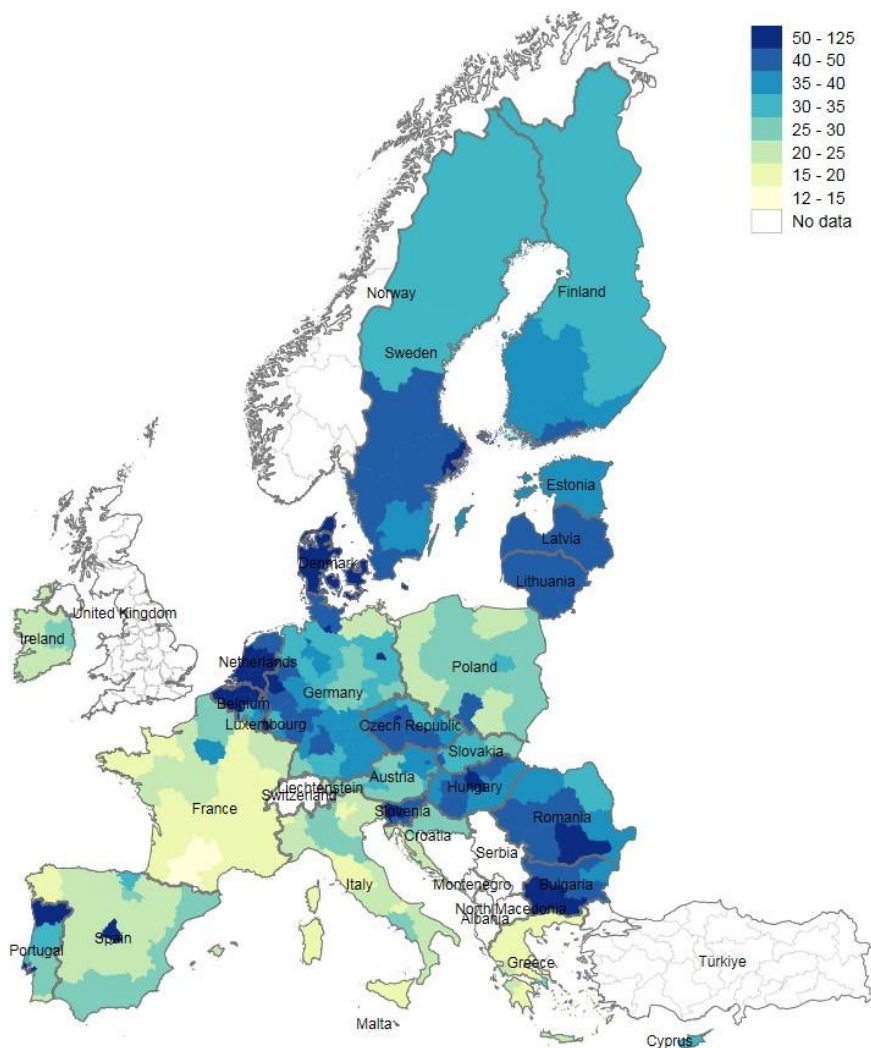 50 - 125
40 - 50
35 - 40
30 - 35
25 - 30
20 - 25
15 - 20
12 - 15
No data
Norway
Finland
Sweden
Estonia
Latvia
Denmark
Lithuania
United Kingdom
Ireland
Netherlands
Poland
Germany
Belgium
Luxembourg
Czech Republic
Slovakia
Austria
Liechtenstein
Switzerland
Hungary
France
Slovenia
Romania
Croatia
Serbia
Italy
Montenegro
Bulgaria
North Macedonia
Albania
Spain
Portugal
Greece
Türkiye
Malta
Cyprus